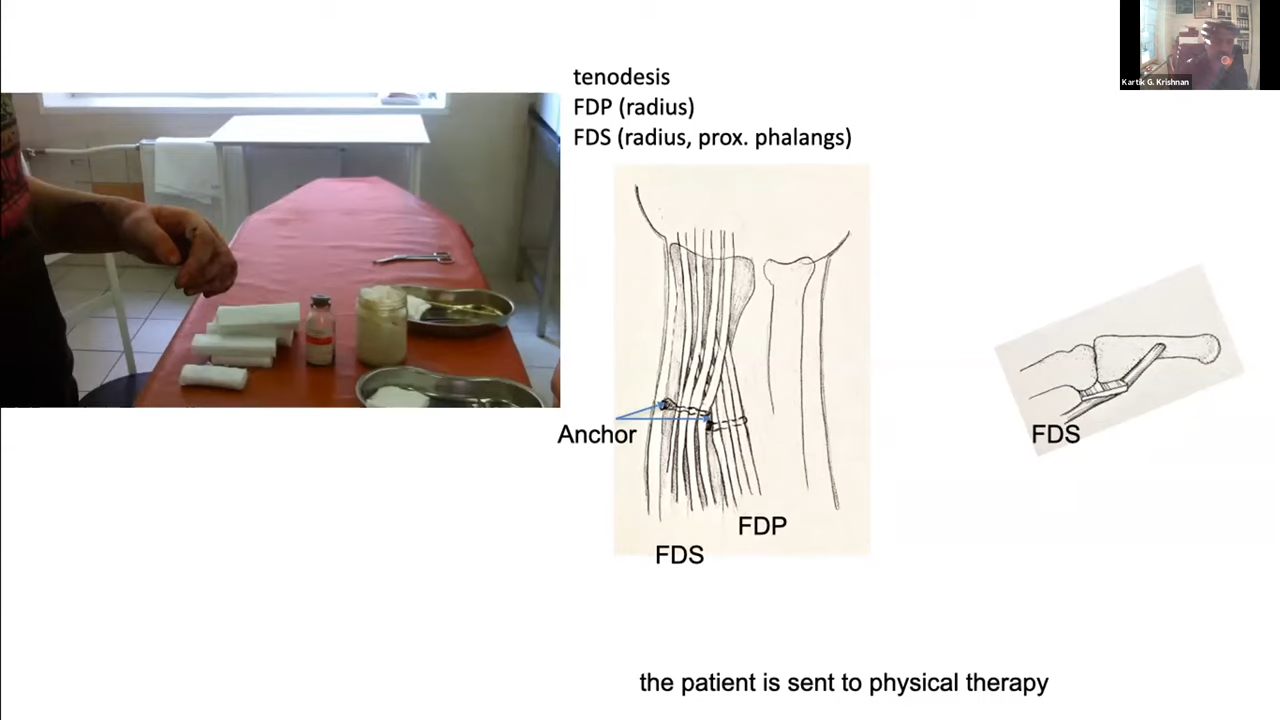 Kartik G. Krishnan
tenodesis
FDP (radius)
FDS (radius, prox. phalangs)
Anchor
FDS
FDP
FDS
the patient is sent to physical therapy